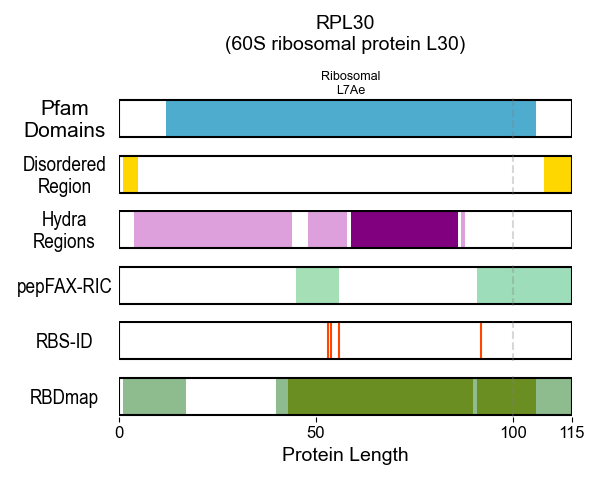 RPL30
(60S ribosomal protein L30)
Ribosomal
L7Ae
Pfam
Domains
Disordered
Region
Hydra
Regions
pepFAX-RIC
RBS-ID
RBDmap
0 50 100 115
Protein Length